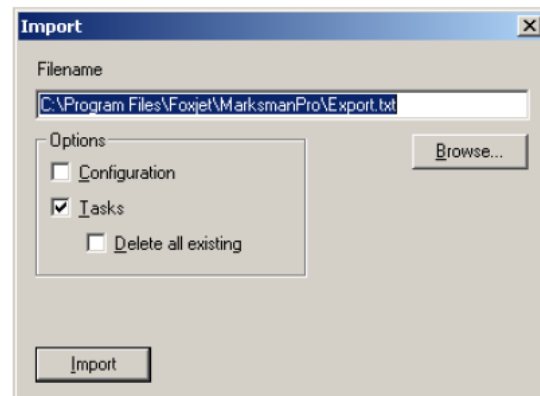 Import
Filename
C:\Program Files\Foxjet\MarksmanPro\Export.txt
Options
Browse...
Configuration
Tasks
Delete all existing
Import